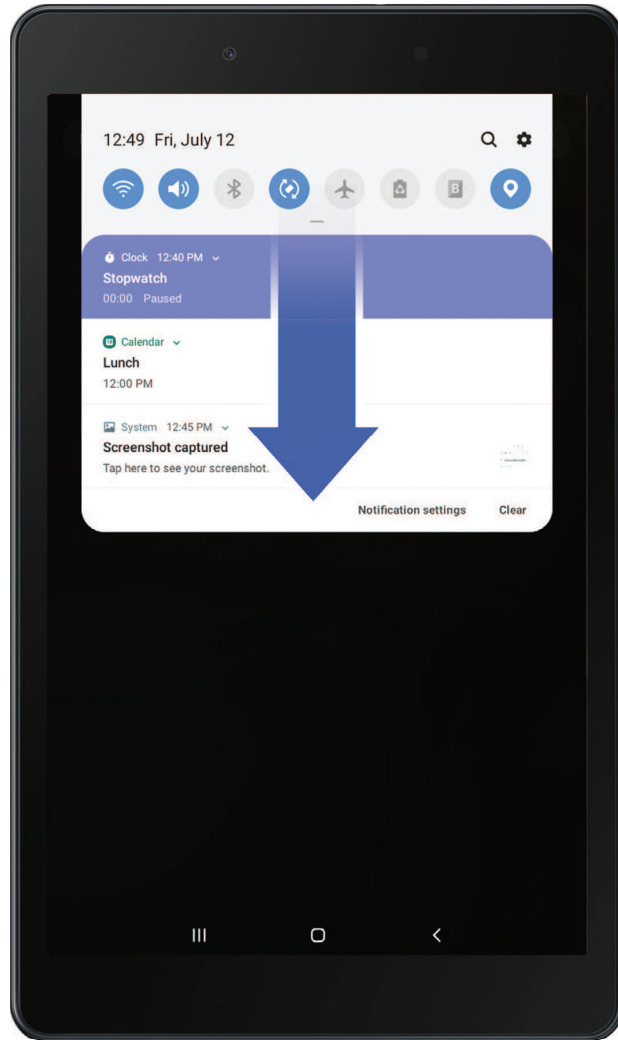 12:49 Fri, July 12
Clock 12:40 PM
Stopwatch
00:00 Paused
Calendar
Lunch
12:00 PM
System 12:45 PM
Screenshot captured
Tap here to see your screenshot.
Notification settings Clear